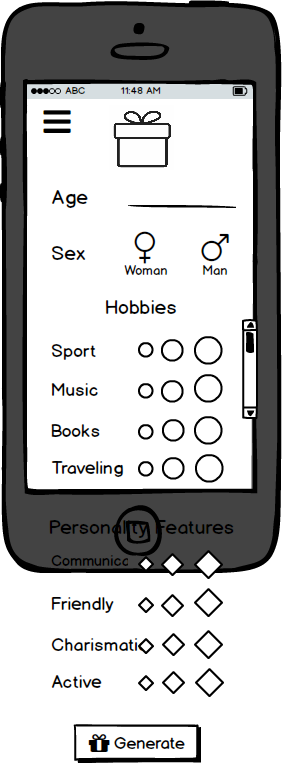 ABC 11:48 AM
Age
Sex
Woman Man
Hobbies
Sport
Music
Books
Traveling
Personality Features
Communica
Friendly
Charismati
Active
Generate